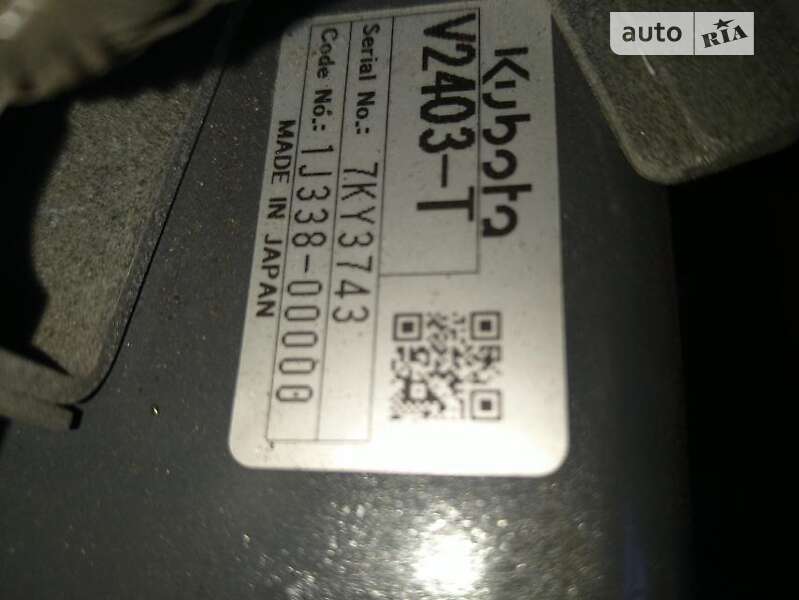 Kubota
V2403-T
Serial No.: 7KY3743
Code No.: 1J338-00000
MADE IN JAPAN
auto RIA